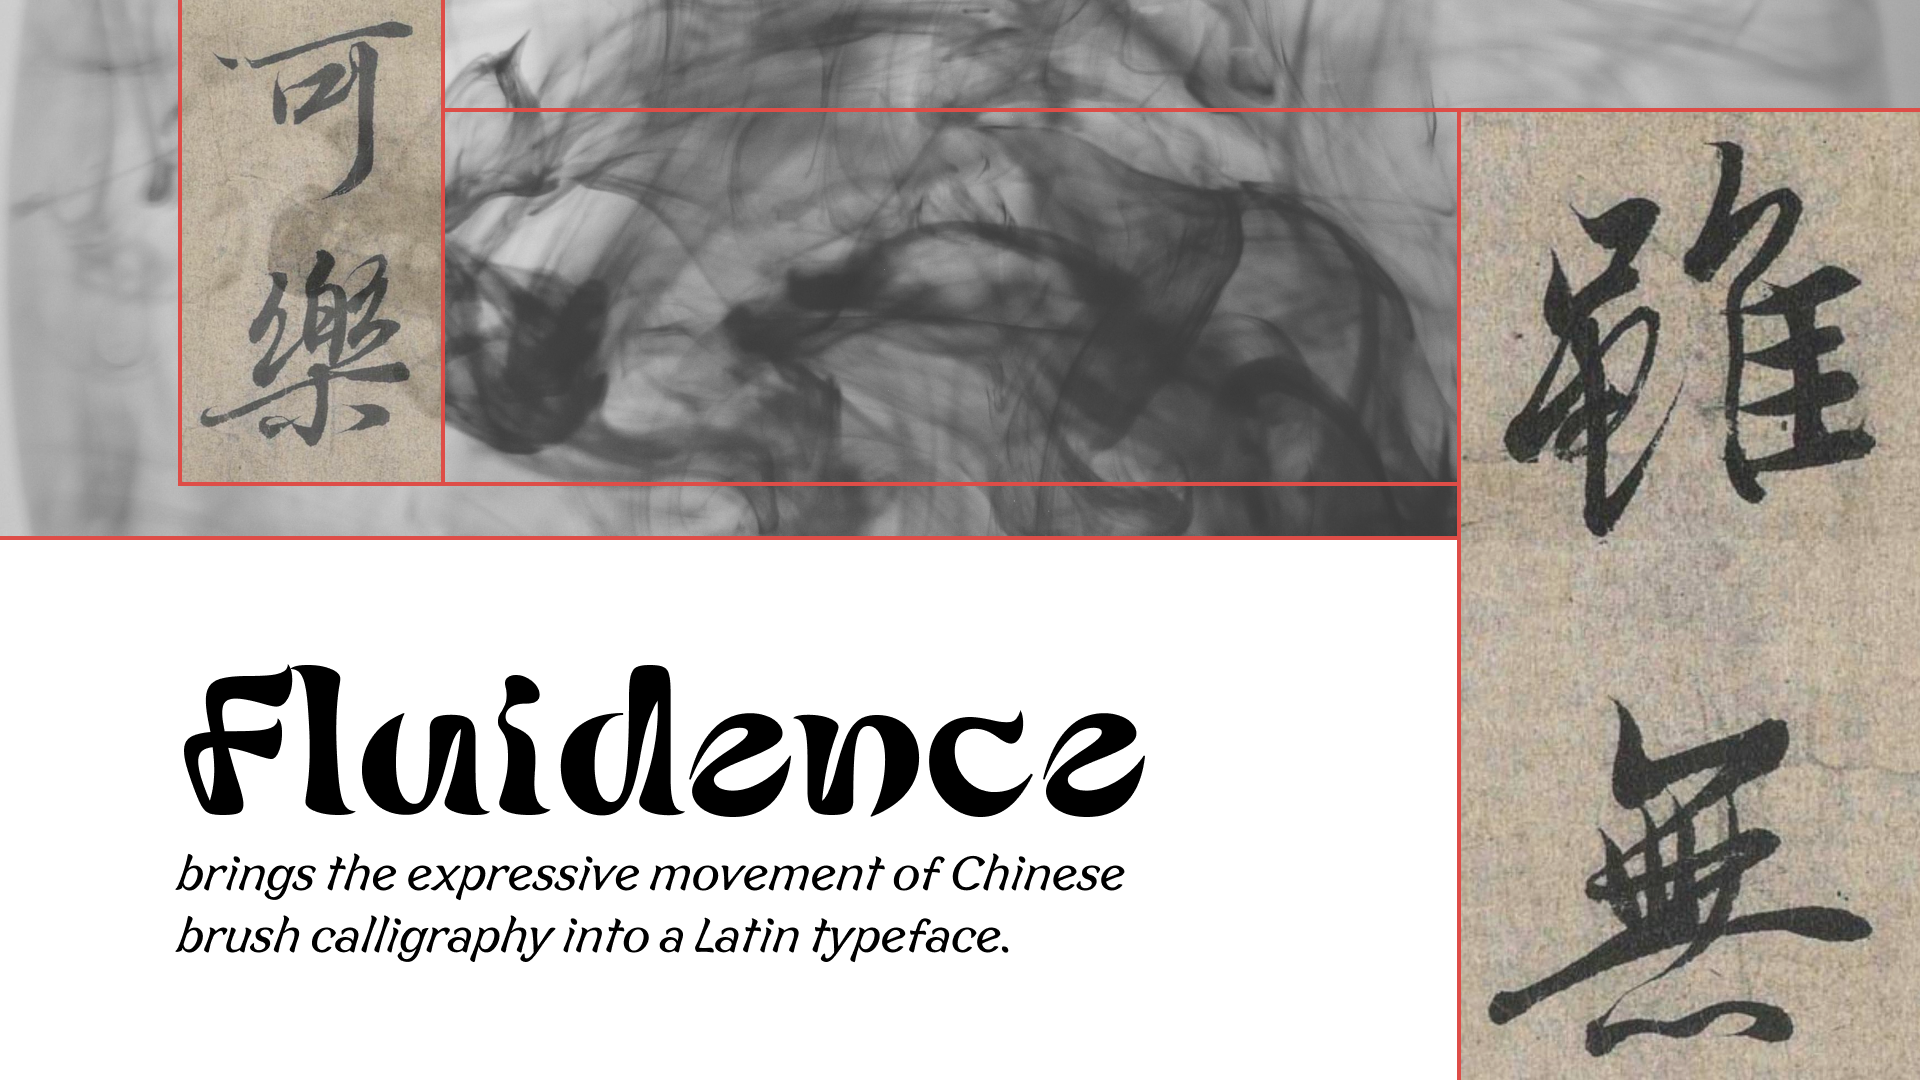 可
樂
雖
無
Fluidence
brings the expressive movement of Chinese
brush calligraphy into a Latin typeface.